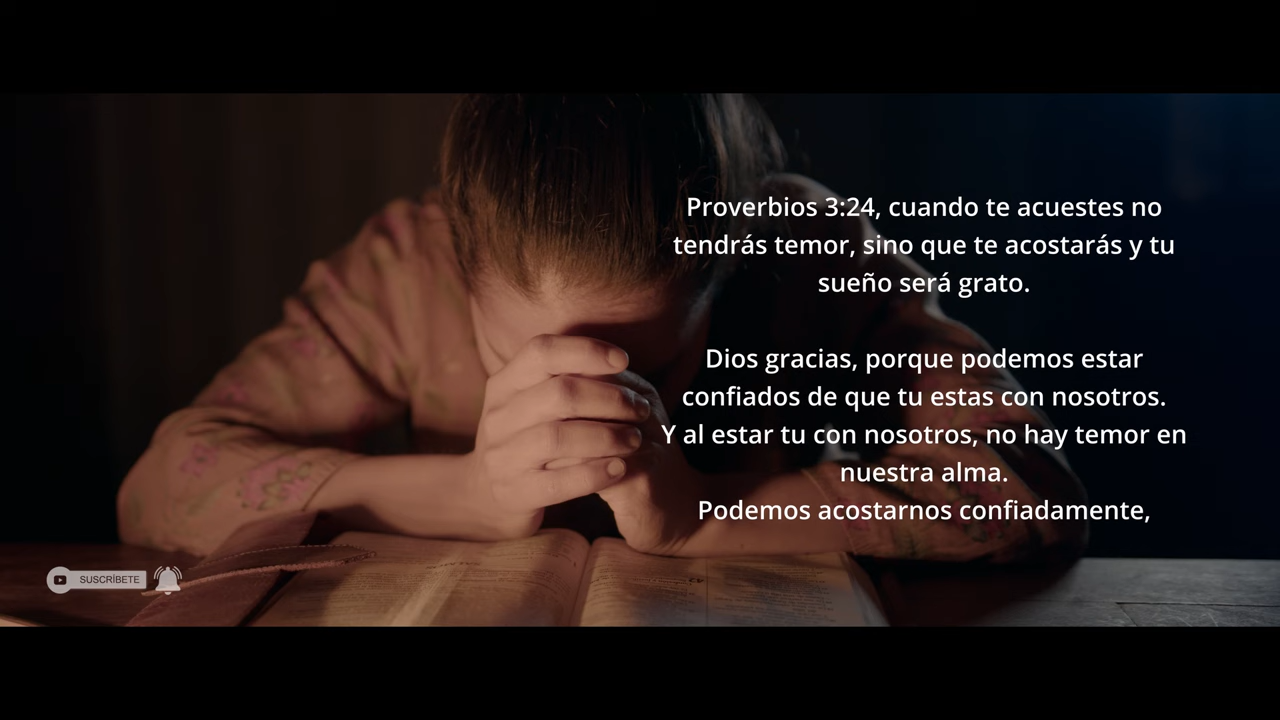 Proverbios 3:24, cuando te acuestes no
tendrás temor, sino que te acostarás y tu
sueño será grato.
Dios gracias, porque podemos estar
confiados de que tu estas con nosotros.
Y al estar tu con nosotros, no hay temor en
nuestra alma.
Podemos acostarnos confiadamente,
SUSCRÍBETE